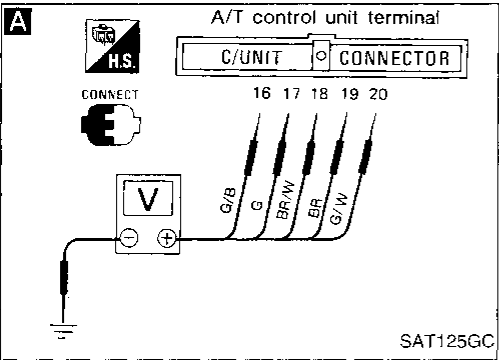 A
A/T control unit terminal
H.S.
C/UNIT CONNECTOR
CONNECT
16 17 18 19 20
G/B G BR/W BR G/W
V
SAT125GC